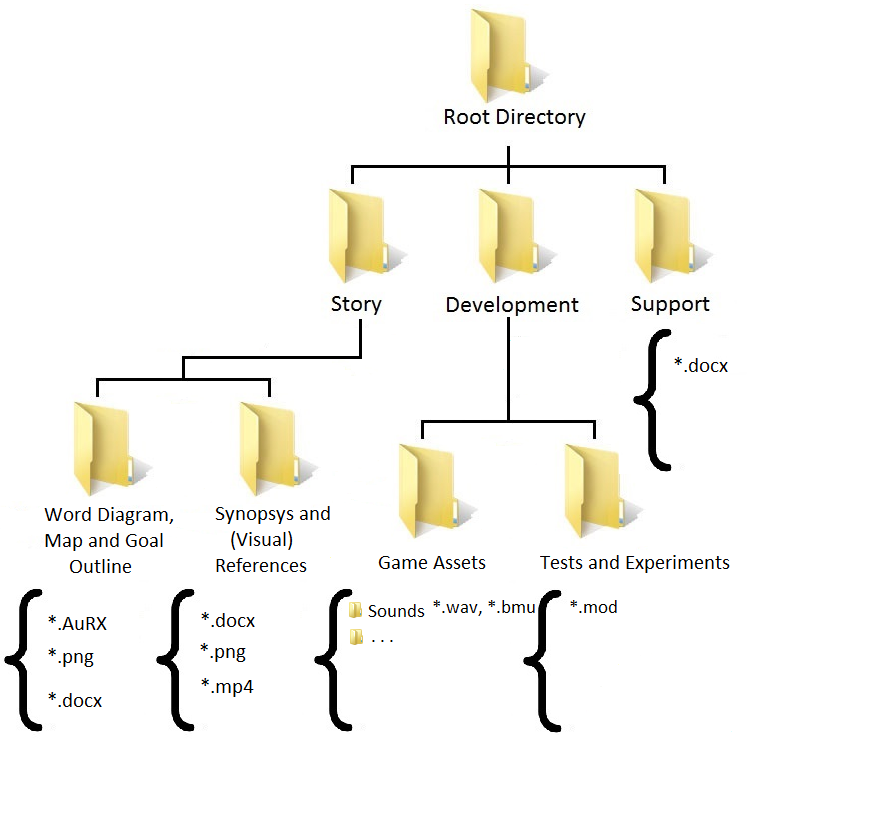 Root Directory
Story
Development
Support
*.docx
Word Diagram,
Map and Goal
Outline
Synopsys and
(Visual)
References
Game Assets
Tests and Experiments
*.AuRX
*.png
*.docx
*.docx
*.png
*.mp4
Sounds *.wav, *.bmu
. . .
*.mod